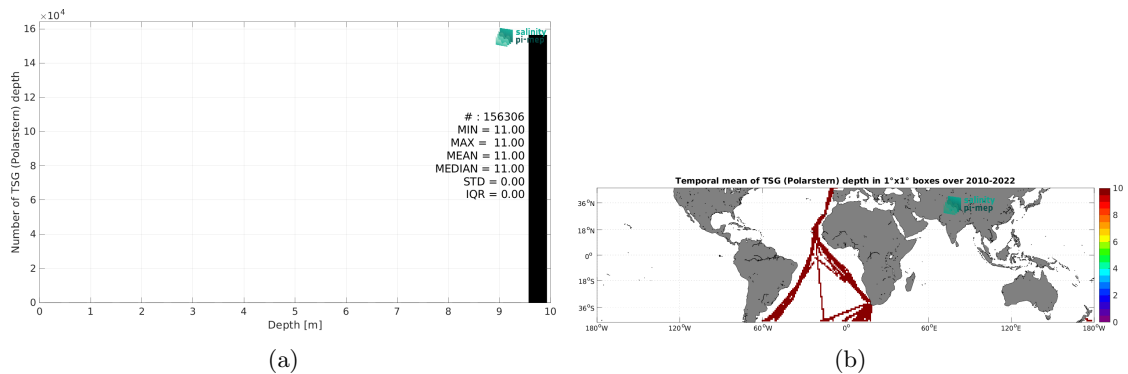 ×10⁴
16
14
12
10
8
6
4
2
0
Number of TSG (Polarstern) depth
salinity
pi-mep
# : 156306
MIN = 11.00
MAX = 11.00
MEAN = 11.00
MEDIAN = 11.00
STD = 0.00
IQR = 0.00
0 1 2 3 4 5 6 7 8 9 10
Depth [m]
(a)
Temporal mean of TSG (Polarstern) depth in 1°x1° boxes over 2010-2022
salinity
pi-mep
36°N
18°N
0°
18°S
36°S
180°W 120°W 60°W 0° 60°E 120°E 180°W
10
8
6
4
2
0
(b)